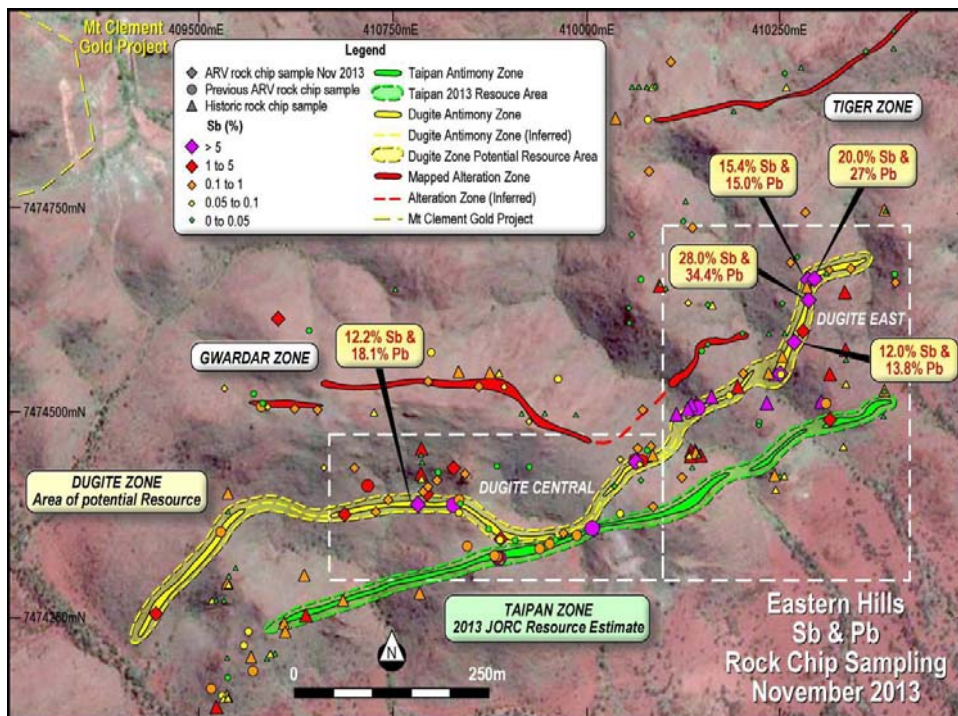 409500mE
410750mE
410000mE
410250mE
Mt Clement
Gold Project
Legend
ARV rock chip sample Nov 2013
Previous ARV rock chip sample
Historic rock chip sample
Sb (%)
> 5
1 to 5
0.1 to 1
0.05 to 0.1
0 to 0.05
Taipan Antimony Zone
Taipan 2013 Resouce Area
Dugite Antimony Zone
Dugite Antimony Zone (Inferred)
Dugite Zone Potential Resource Area
Mapped Alteration Zone
Alteration Zone (Inferred)
Mt Clement Gold Project
TIGER ZONE
15.4% Sb &
15.0% Pb
20.0% Sb &
27% Pb
7474750mN
28.0% Sb &
34.4% Pb
DUGITE EAST
12.2% Sb &
18.1% Pb
GWARDAR ZONE
12.0% Sb &
13.8% Pb
7474500mN
DUGITE ZONE
Area of potential Resource
DUGITE CENTRAL
7474250mN
TAIPAN ZONE
2013 JORC Resource Estimate
N
0
250m
Eastern Hills
Sb & Pb
Rock Chip Sampling
November 2013